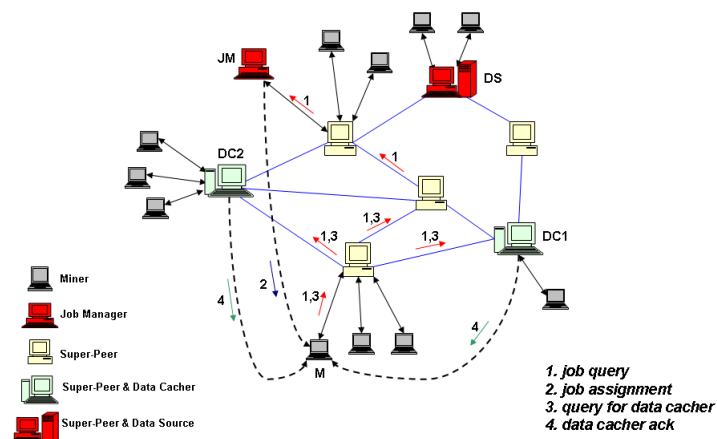 JM
DS
1
DC2
1
1,3
1,3
1,3
DC1
4
2
1,3
4
M
Miner
Job Manager
Super-Peer
Super-Peer & Data Cacher
Super-Peer & Data Source
1. job query
2. job assignment
3. query for data cacher
4. data cacher ack